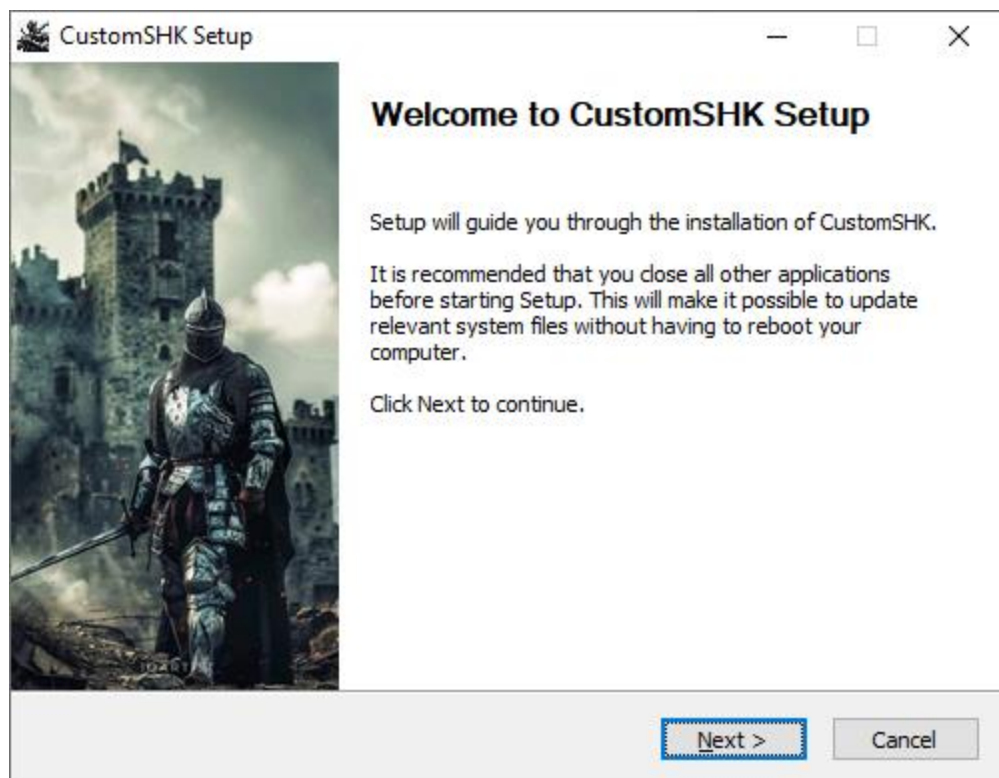 CustomSHK Setup
Welcome to CustomSHK Setup
Setup will guide you through the installation of CustomSHK.
It is recommended that you close all other applications
before starting Setup. This will make it possible to update
relevant system files without having to reboot your
computer.
Click Next to continue.
Next >
Cancel